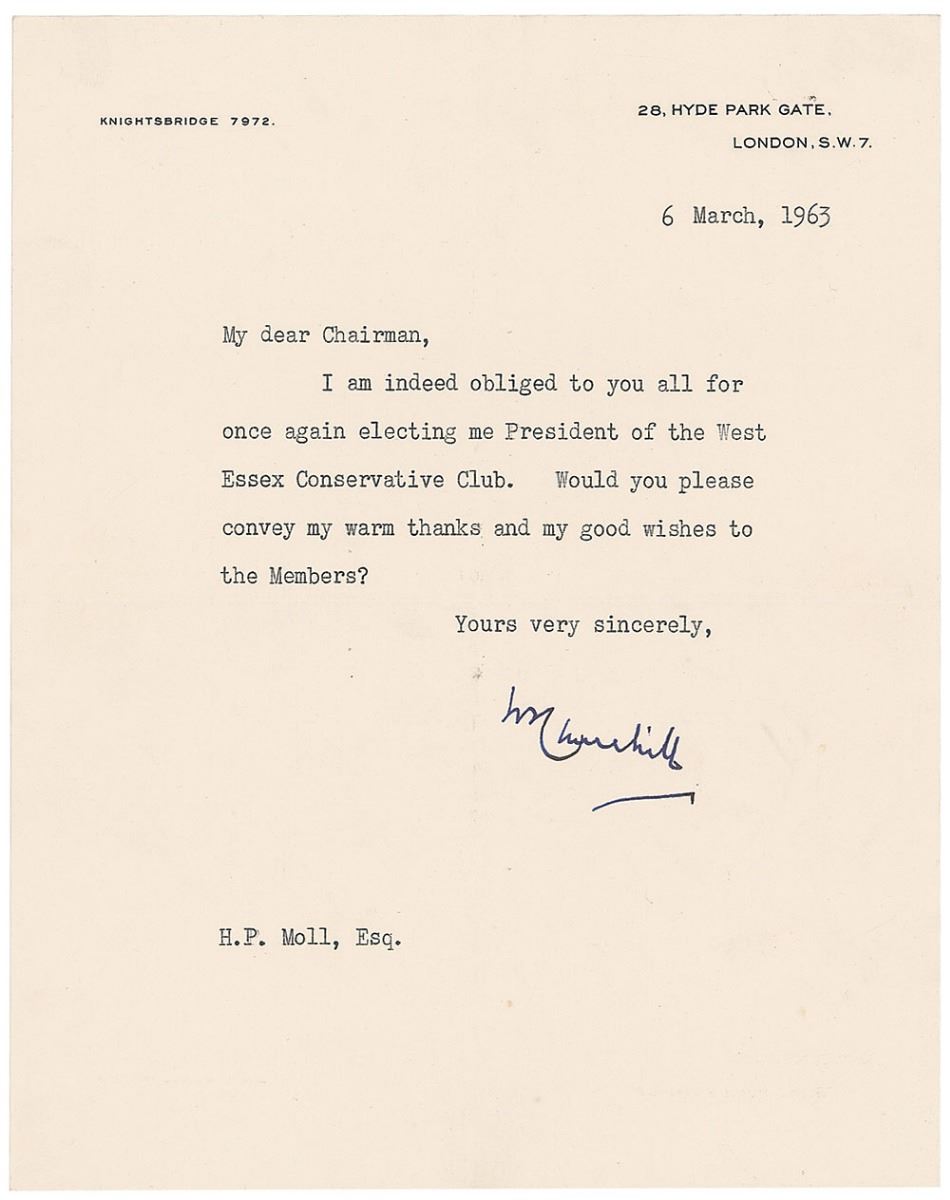 KNIGHTSBRIDGE 7972.
28, HYDE PARK GATE,
LONDON, S.W.7.
6 March, 1963
My dear Chairman,
I am indeed obliged to you all for
once again electing me President of the West
Essex Conservative Club. Would you please
convey my warm thanks and my good wishes to
the Members?
Yours very sincerely,
W Churchill
H.P. Moll, Esq.